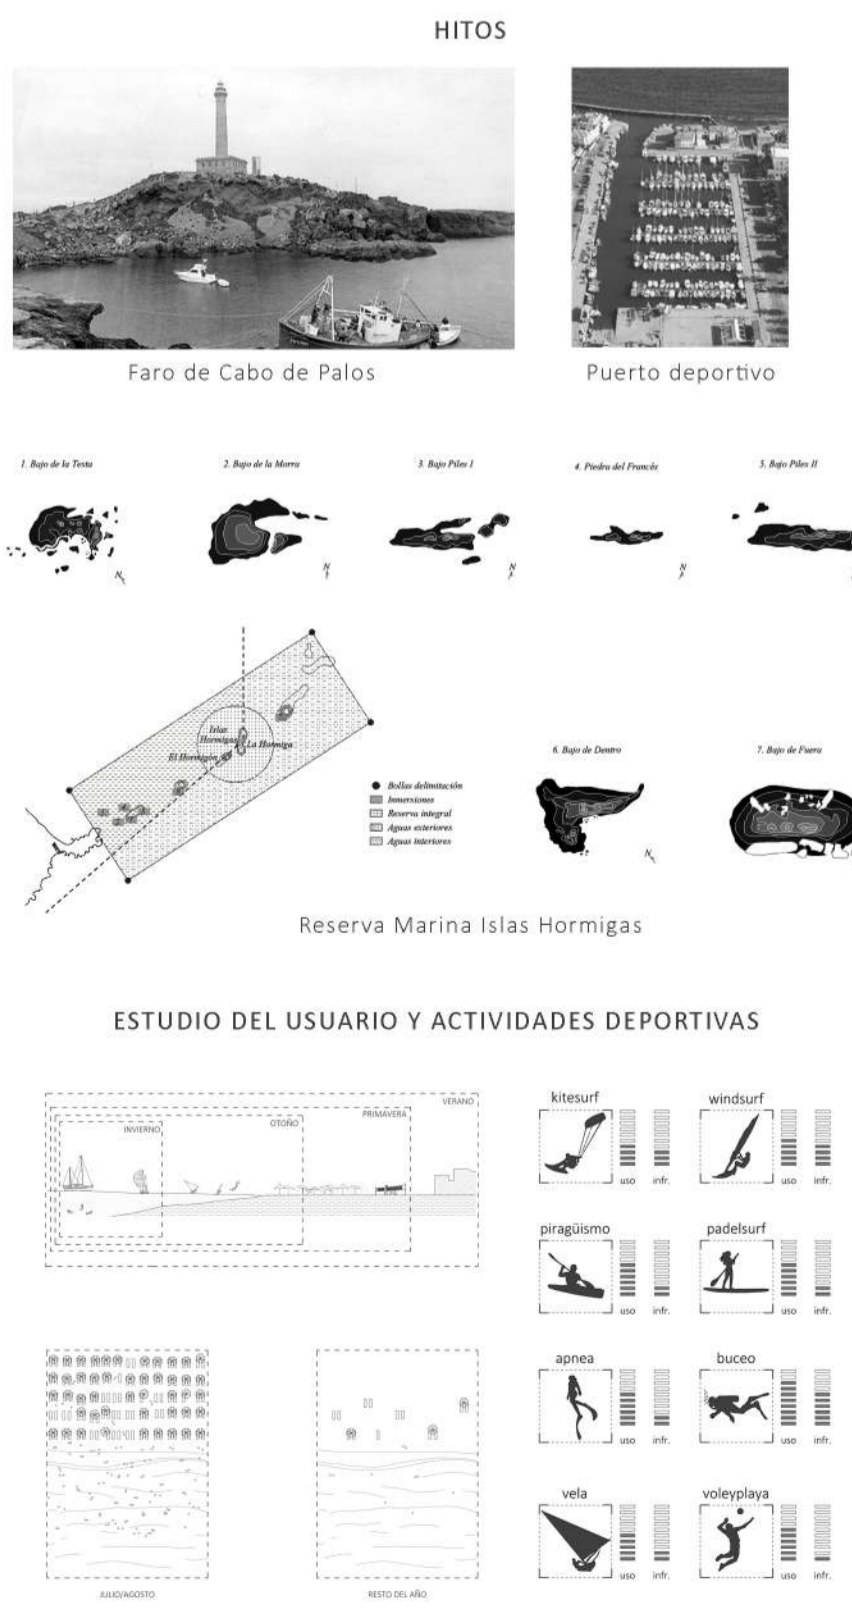 HITOS
Faro de Cabo de Palos
Puerto deportivo
1. Bajo de la Testa
2. Bajo de la Morra
3. Bajo Piles I
4. Piedra del Francés
5. Bajo Piles II
N
N
N
N
Islas
Hormigas
La Hormiga
El Hormigón
Bollas delimitación
Inmersiones
Reserva integral
Aguas exteriores
Aguas interiores
6. Bajo de Dentro
7. Bajo de Fuera
N
Reserva Marina Islas Hormigas
ESTUDIO DEL USUARIO Y ACTIVIDADES DEPORTIVAS
VERANO
PRIMAVERA
OTOÑO
INVIERNO
kitesurf
uso
infr.
windsurf
uso
infr.
piragüismo
uso
infr.
padelsurf
uso
infr.
apnea
uso
infr.
buceo
uso
infr.
vela
uso
infr.
voleyplaya
uso
infr.
JULIO/AGOSTO
RESTO DEL AÑO